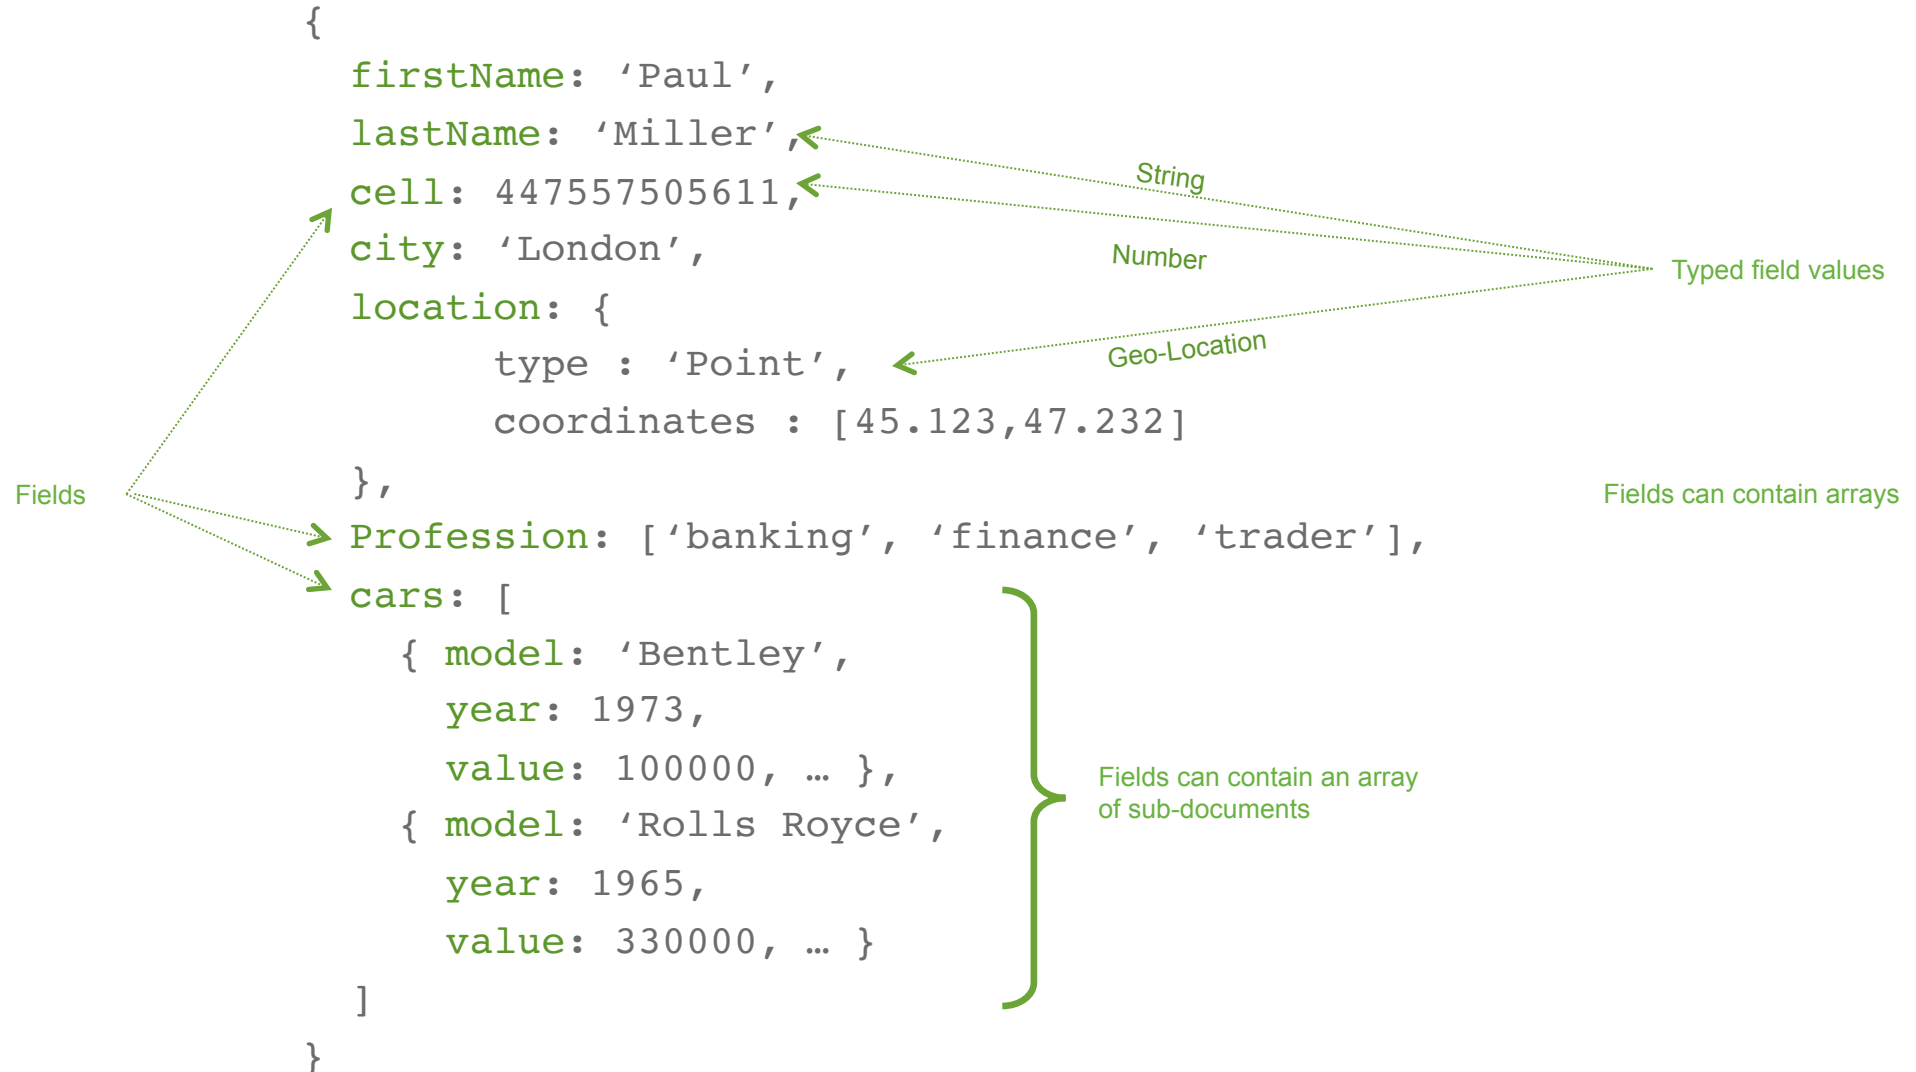 {
firstName: ‘Paul’,
lastName: ‘Miller’,
String
cell: 447557505611,
city: ‘London’,
Number
Typed field values
location: {
Geo-Location
type : ‘Point’,
coordinates : [45.123,47.232]
},
Fields
Fields can contain arrays
Profession: [‘banking’, ‘finance’, ‘trader’],
cars: [
{ model: ‘Bentley’,
year: 1973,
value: 100000, … },
Fields can contain an array
of sub-documents
{ model: ‘Rolls Royce’,
year: 1965,
value: 330000, … }
]
}